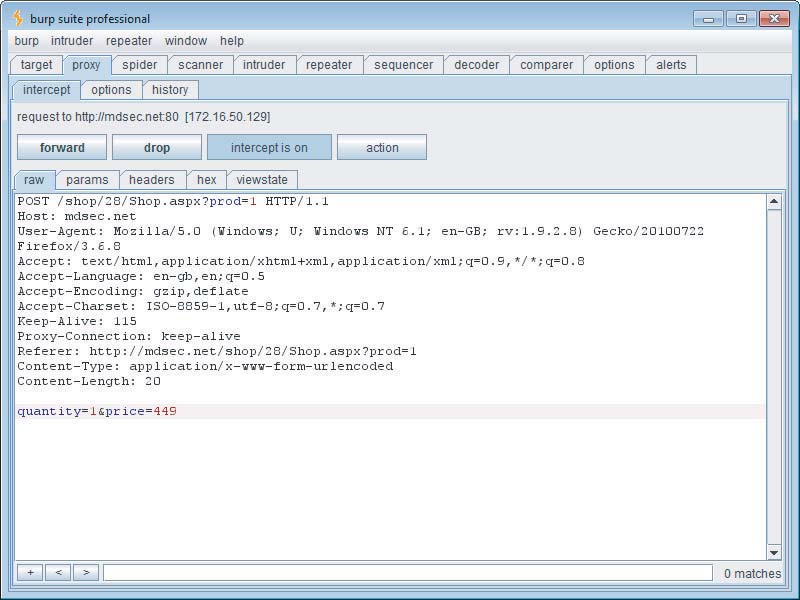 burp suite professional
burp intruder repeater window help
target proxy spider scanner intruder repeater sequencer decoder comparer options alerts
intercept options history
request to http://mdsec.net:80 [172.16.50.129]
forward drop intercept is on action
raw params headers hex viewstate
POST /shop/28/Shop.aspx?prod=1 HTTP/1.1
Host: mdsec.net
User-Agent: Mozilla/5.0 (Windows; U; Windows NT 6.1; en-GB; rv:1.9.2.8) Gecko/20100722
Firefox/3.6.8
Accept: text/html,application/xhtml+xml,application/xml;q=0.9,*/*;q=0.8
Accept-Language: en-gb,en;q=0.5
Accept-Encoding: gzip,deflate
Accept-Charset: ISO-8859-1,utf-8;q=0.7,*;q=0.7
Keep-Alive: 115
Proxy-Connection: keep-alive
Referer: http://mdsec.net/shop/28/Shop.aspx?prod=1
Content-Type: application/x-www-form-urlencoded
Content-Length: 20
quantity=1&price=449
+ < > 0 matches